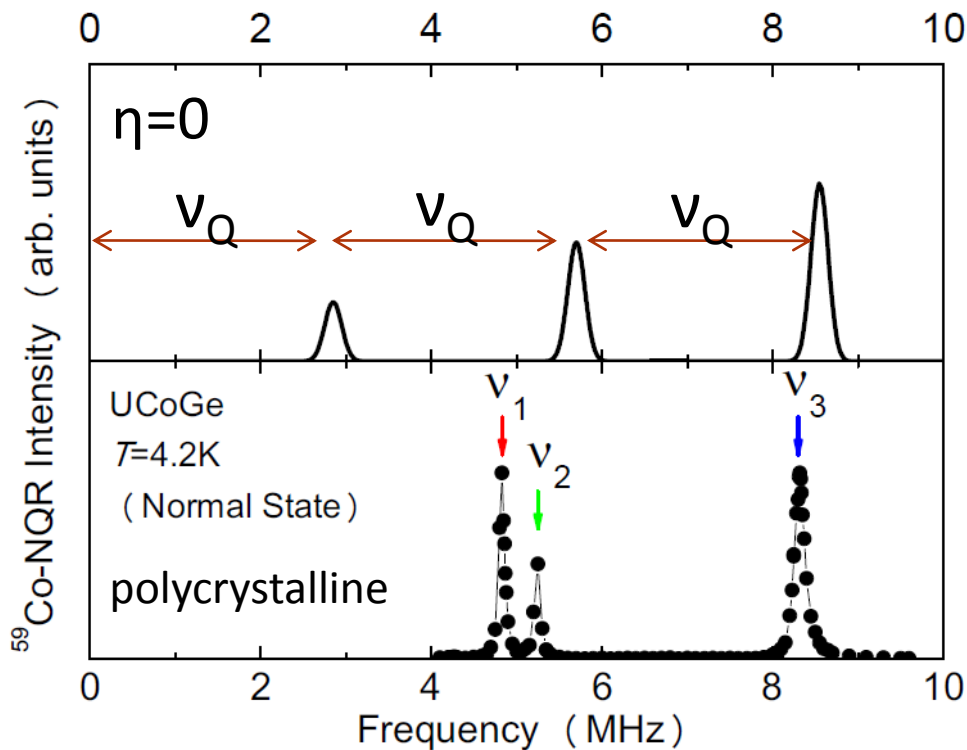 0 2 4 6 8 10
η=0
νQ νQ νQ
ν1
ν2
ν3
UCoGe
T=4.2K
( Normal State )
polycrystalline
59Co-NQR Intensity ( arb. units )
0 2 4 6 8 10
Frequency ( MHz )